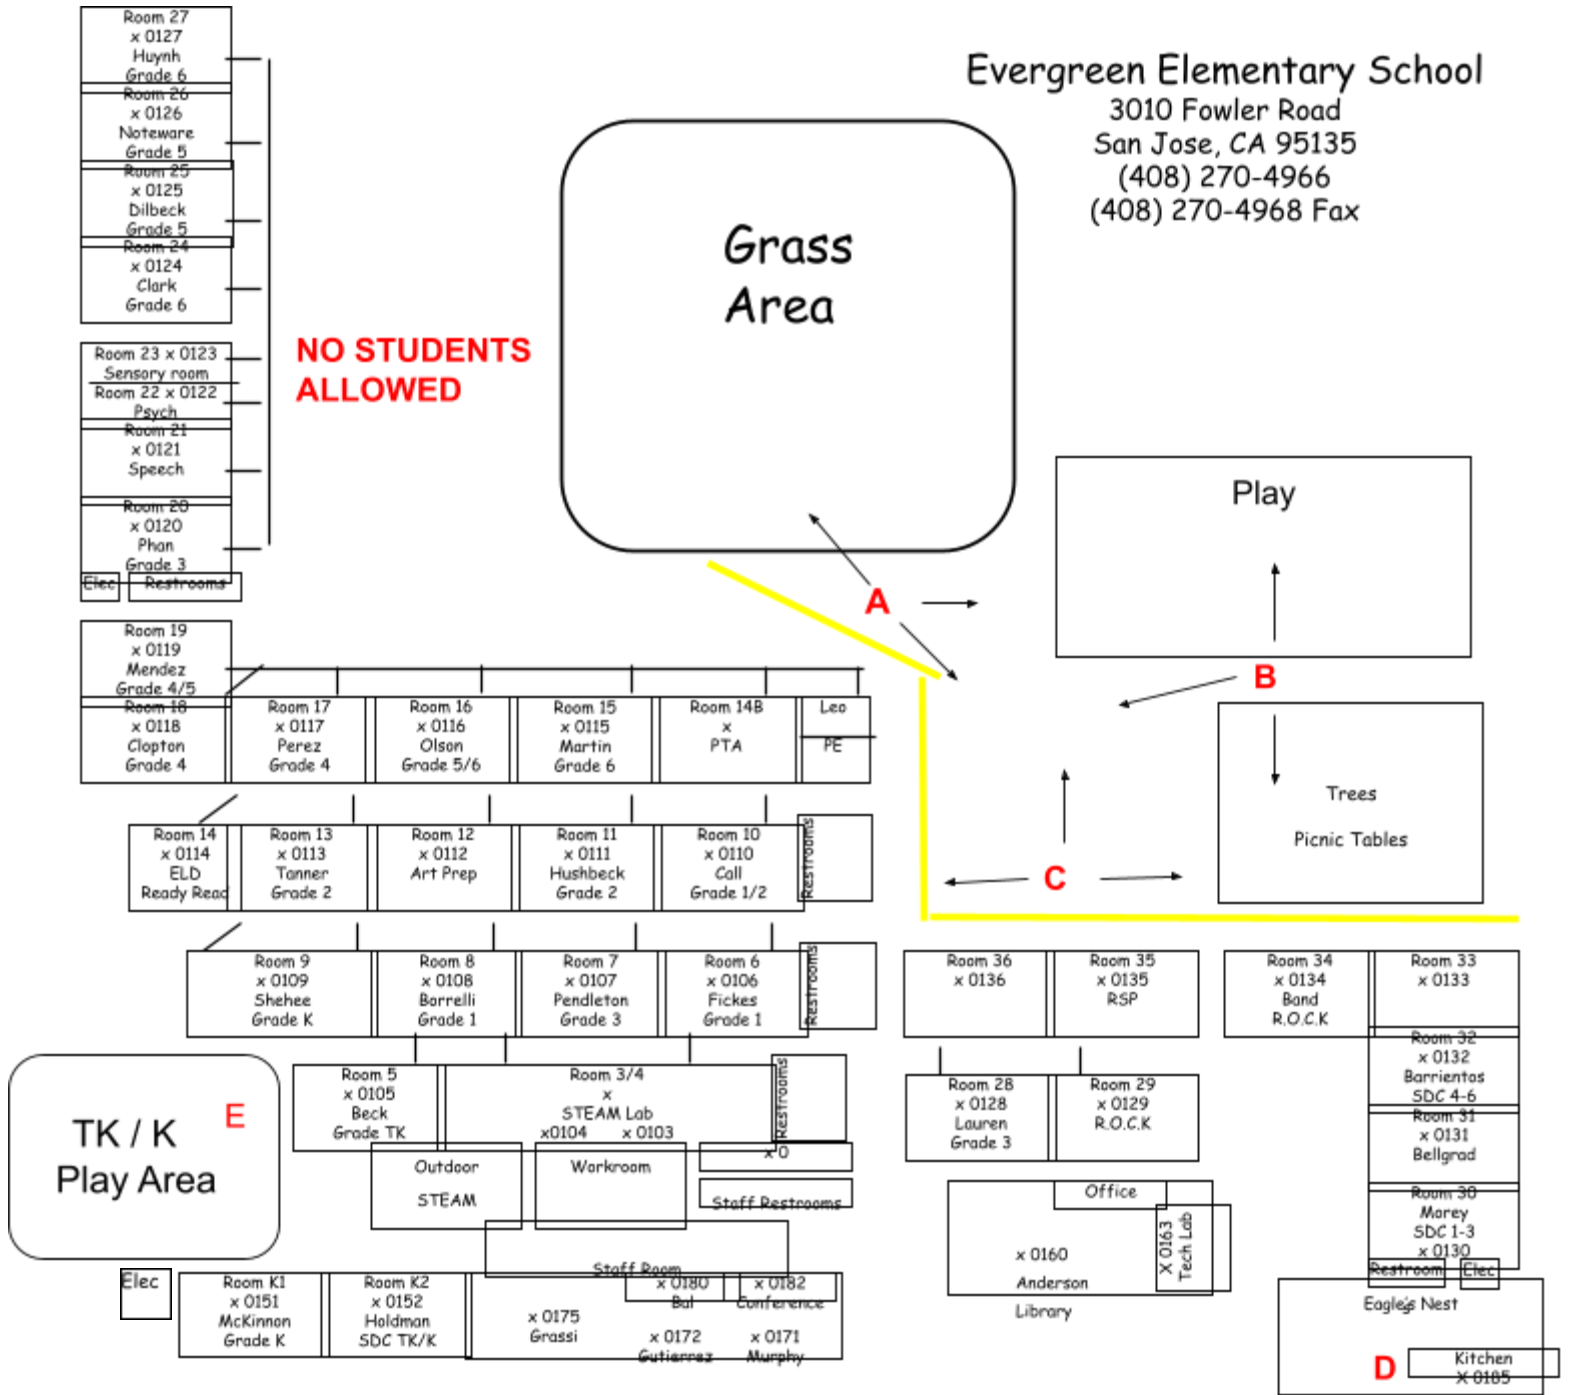 Evergreen Elementary School
3010 Fowler Road
San Jose, CA 95135
(408) 270-4966
(408) 270-4968 Fax
Room 27
x 0127
Huynh
Grade 6
Room 26
x 0126
Noteware
Grade 5
Room 25
x 0125
Dilbeck
Grade 5
Room 24
x 0124
Clark
Grade 6
Room 23 x 0123
Sensory room
Room 22 x 0122
Psych
Room 21
x 0121
Speech
Room 20
x 0120
Phan
Grade 3
Elec
Restrooms
NO STUDENTS
ALLOWED
Grass
Area
Play
A
B
C
Trees
Picnic Tables
Room 19
x 0119
Mendez
Grade 4/5
Room 18
x 0118
Clopton
Grade 4
Room 17
x 0117
Perez
Grade 4
Room 16
x 0116
Olson
Grade 5/6
Room 15
x 0115
Martin
Grade 6
Room 14B
x
PTA
Leo
PE
Room 14
x 0114
ELD
Ready Read
Room 13
x 0113
Tanner
Grade 2
Room 12
x 0112
Art Prep
Room 11
x 0111
Hushbeck
Grade 2
Room 10
x 0110
Call
Grade 1/2
Restrooms
Room 9
x 0109
Shehee
Grade K
Room 8
x 0108
Borrelli
Grade 1
Room 7
x 0107
Pendleton
Grade 3
Room 6
x 0106
Fickes
Grade 1
Restrooms
Room 36
x 0136
Room 35
x 0135
RSP
Room 34
x 0134
Band
R.O.C.K
Room 33
x 0133
Room 32
x 0132
Barrientos
SDC 4-6
Room 31
x 0131
Bellgrad
Room 30
Morey
SDC 1-3
x 0130
Restroom
Elec
TK / K
Play Area
E
Room 5
x 0105
Beck
Grade TK
Room 3/4
x
STEAM Lab
x0104 x 0103
Restrooms
x 0
Outdoor
STEAM
Workroom
Staff Restrooms
Room 28
x 0128
Lauren
Grade 3
Room 29
x 0129
R.O.C.K
Office
X 0163
Tech Lab
x 0160
Anderson
Library
Staff Room
Elec
Room K1
x 0151
McKinnon
Grade K
Room K2
x 0152
Holdman
SDC TK/K
x 0175
Grassi
x 0180
Bul
x 0182
Conference
x 0172
Gutierrez
x 0171
Murphy
Eagle's Nest
D
Kitchen
X 0185